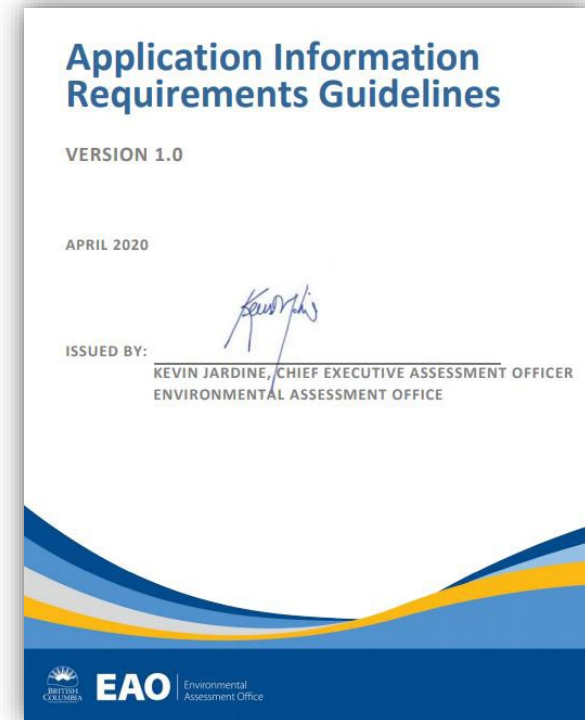 Application Information
Requirements Guidelines
VERSION 1.0
APRIL 2020
ISSUED BY:
KEVIN JARDINE, CHIEF EXECUTIVE ASSESSMENT OFFICER
ENVIRONMENTAL ASSESSMENT OFFICE
BRITISH
COLUMBIA
EAO
Environmental
Assessment Office